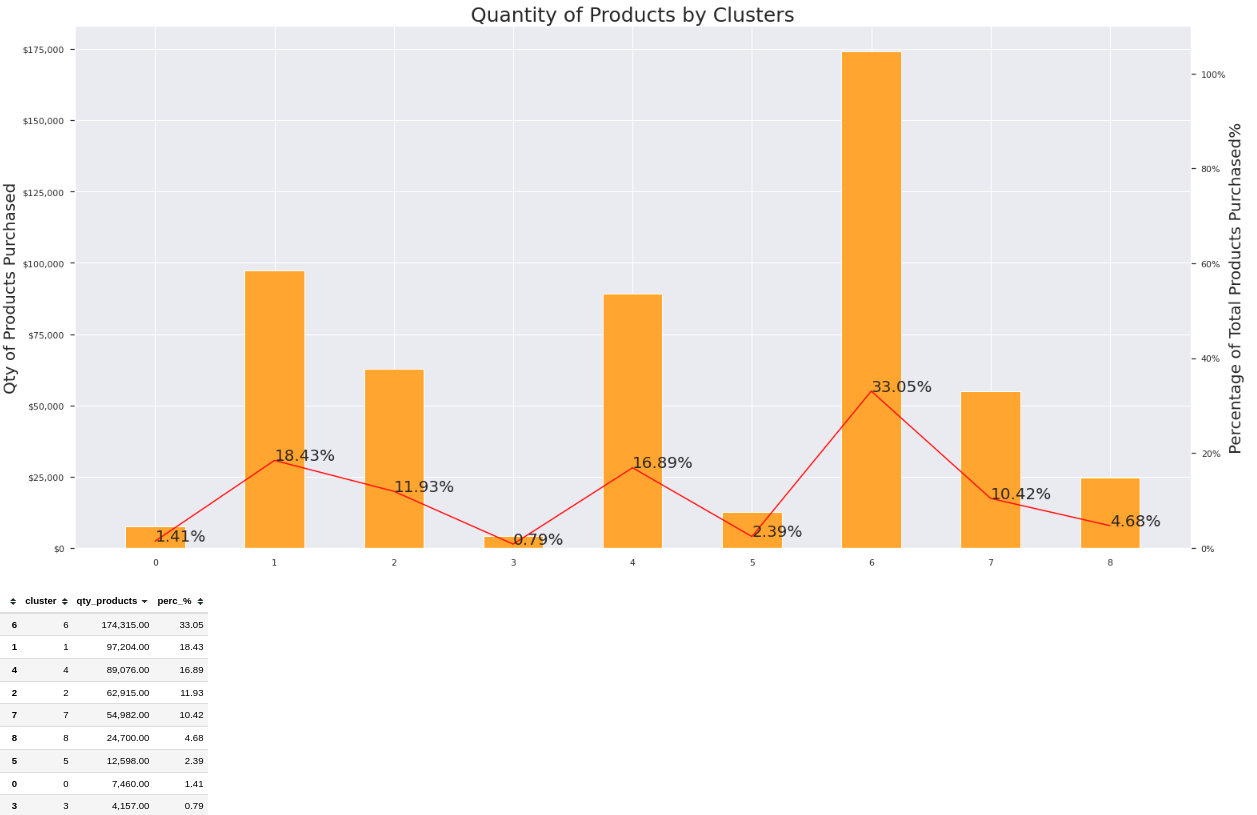 Quantity of Products by Clusters
Qty of Products Purchased
$175,000
$150,000
$125,000
$100,000
$75,000
$50,000
$25,000
$0
100%
80%
60%
40%
20%
0%
Percentage of Total Products Purchased%
1.41%
18.43%
11.93%
0.79%
16.89%
2.39%
33.05%
10.42%
4.68%
0 1 2 3 4 5 6 7 8
cluster qty_products perc_%
6 6 174,315.00 33.05
1 1 97,204.00 18.43
4 4 89,076.00 16.89
2 2 62,915.00 11.93
7 7 54,982.00 10.42
8 8 24,700.00 4.68
5 5 12,598.00 2.39
0 0 7,460.00 1.41
3 3 4,157.00 0.79